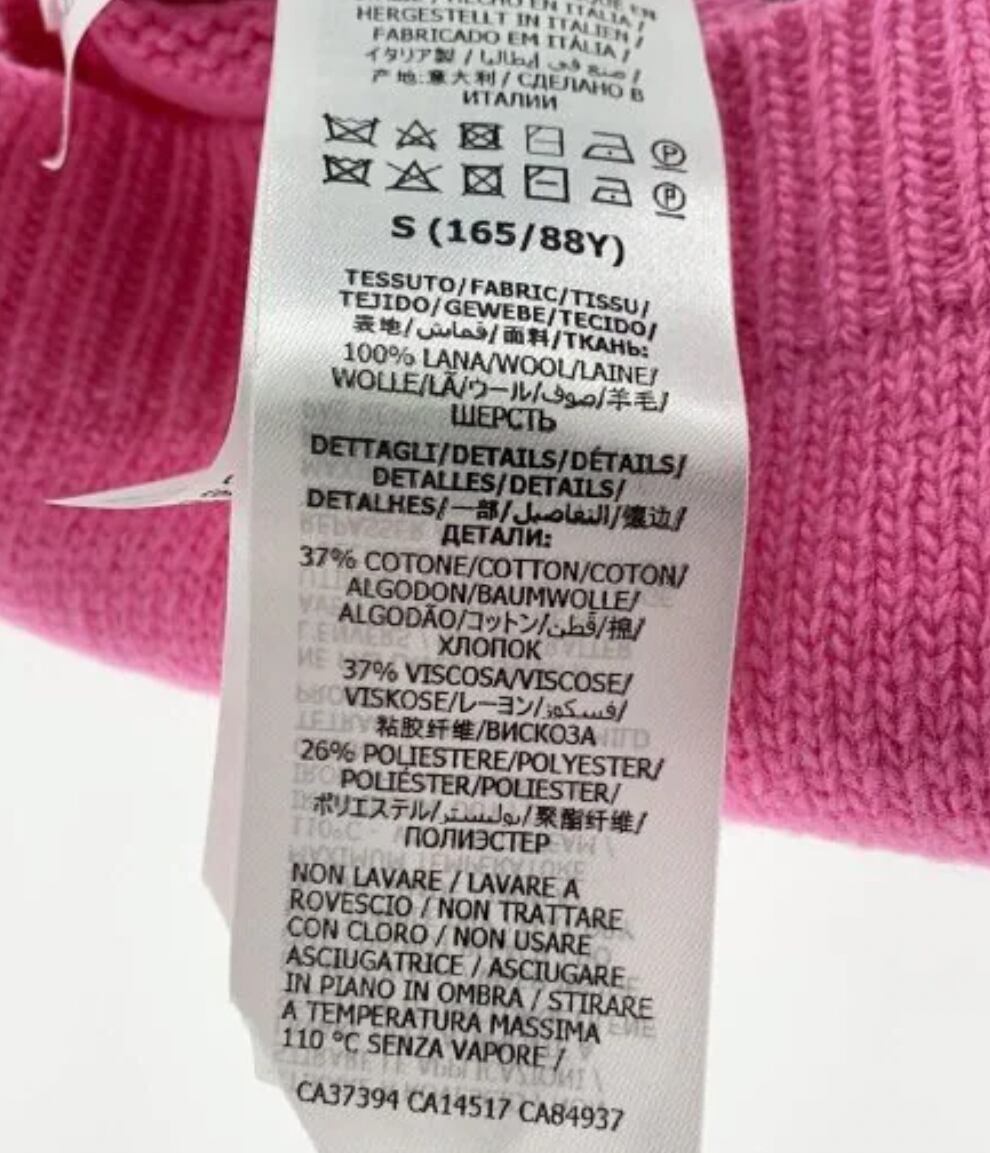 HECHO EN ITALIA /
HERGESTELLT IN ITALIEN /
FABRICADO EM ITÁLIA /
イタリア製 / صنع في إيطاليا /
产地:意大利 / СДЕЛАНО В
ИТАЛИИ
P
P
S (165/88Y)
TESSUTO/FABRIC/TISSU/
TEJIDO/GEWEBE/TECIDO/
表地/قماش/面料/ТКАНЬ:
100% LANA/WOOL/LAINE/
WOLLE/LÃ/ウール/صوف/羊毛/
ШЕРСТЬ
DETTAGLI/DETAILS/DÉTAILS/
DETALLES/DETAILS/
DETALHES/一部/التفاصيل/镶边/
ДЕТАЛИ:
37% COTONE/COTTON/COTON/
ALGODON/BAUMWOLLE/
ALGODÃO/コットン/قطن/棉/
ХЛОПОК
37% VISCOSA/VISCOSE/
VISKOSE/レーヨン/فسكوز/
粘胶纤维/ВИСКОЗА
26% POLIESTERE/POLYESTER/
POLIÉSTER/POLIESTER/
ポリエステル/بوليستر/聚酯纤维/
ПОЛИЭСТЕР
NON LAVARE / LAVARE A
ROVESCIO / NON TRATTARE
CON CLORO / NON USARE
ASCIUGATRICE / ASCIUGARE
IN PIANO IN OMBRA / STIRARE
A TEMPERATURA MASSIMA
110 °C SENZA VAPORE /
CA37394 CA14517 CA84937